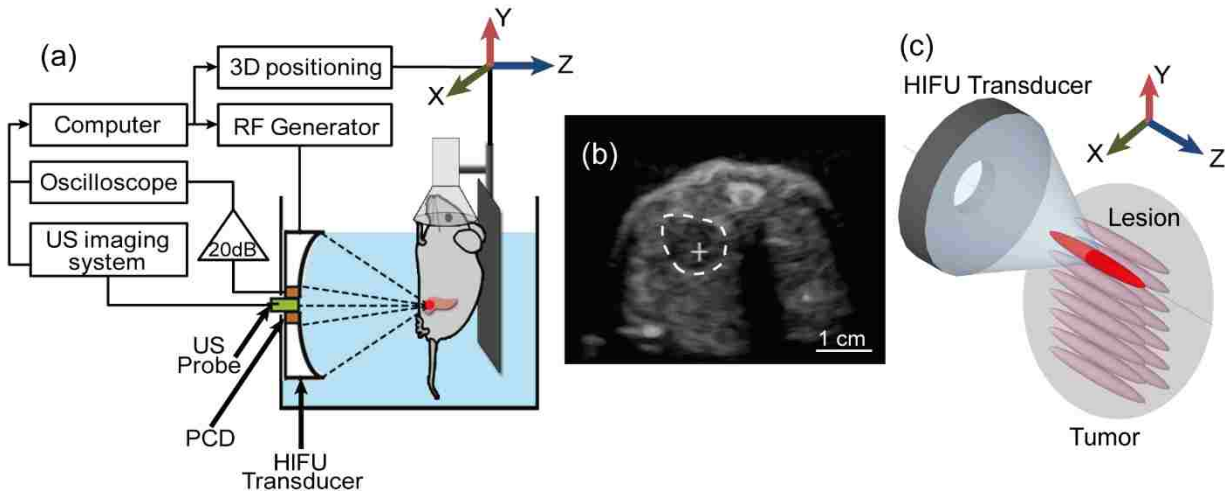 (a)
Y
3D positioning
Z
X
Computer
RF Generator
Oscilloscope
US imaging
system
20dB
US
Probe
PCD
HIFU
Transducer
(b)
1 cm
(c)
HIFU Transducer
Y
X
Z
Lesion
Tumor